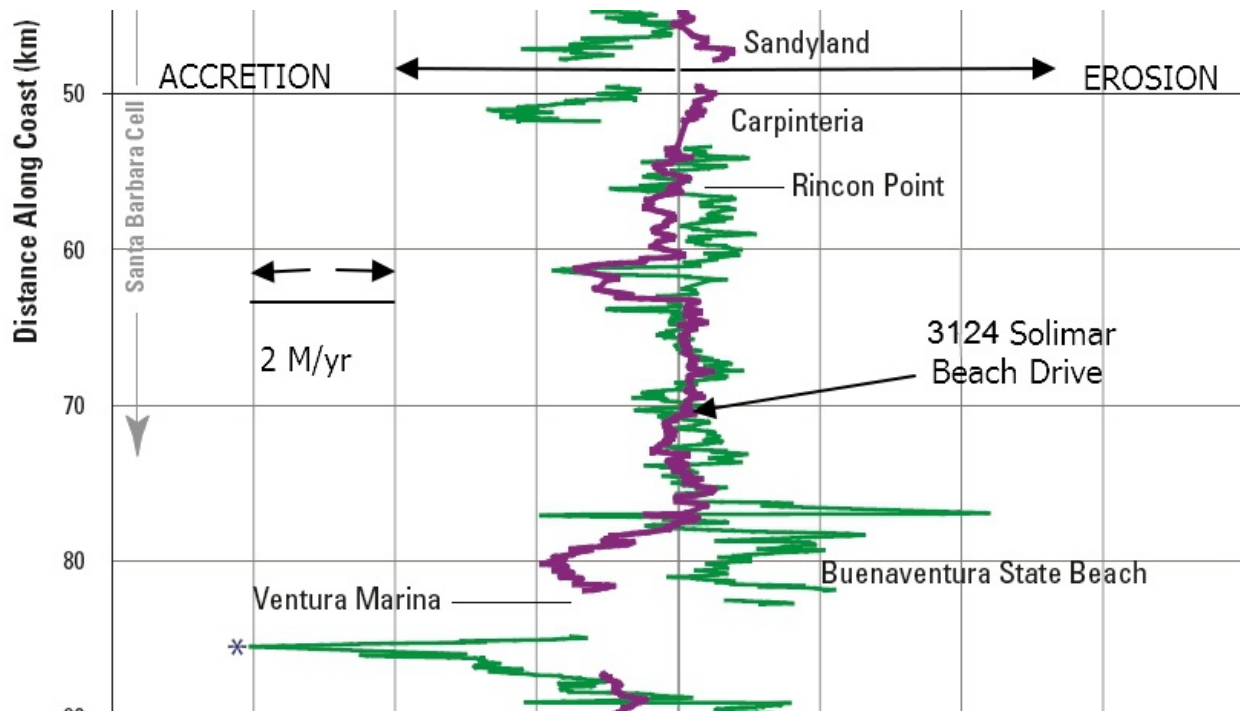 Distance Along Coast (km)
Santa Barbara Cell
Sandyland
ACCRETION
EROSION
50
Carpinteria
Rincon Point
60
2 M/yr
3124 Solimar
Beach Drive
70
80
Buenaventura State Beach
Ventura Marina
*